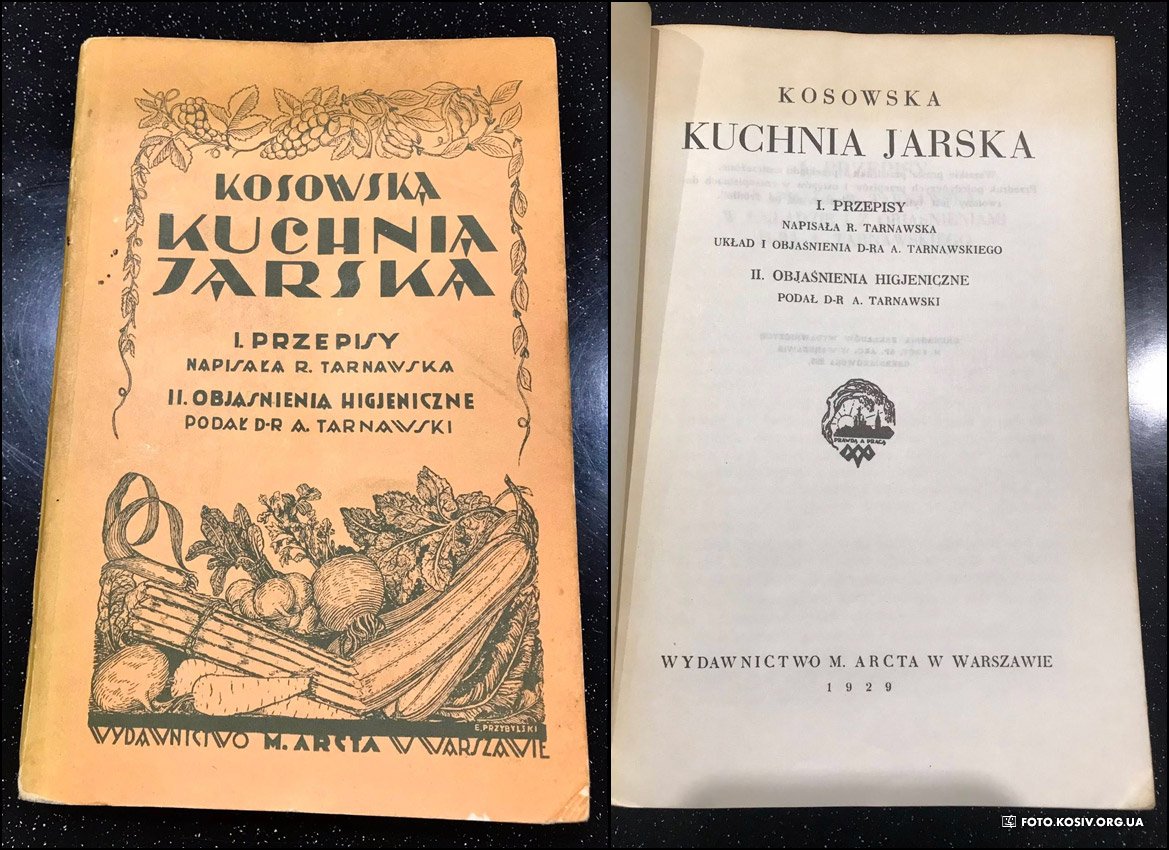 KOSOWSKA
KUCHNIA
JARSKA
I. PRZEPISY
NAPISAŁA R. TARNAWSKA
II. OBJAŚNIENIA HIGJENICZNE
PODAŁ D-R A. TARNAWSKI
E. PRZYBYLSKI
WYDAWNICTWO M. ARCTA W WARSZAWIE
KOSOWSKA
KUCHNIA JARSKA
I. PRZEPISY
NAPISAŁA R. TARNAWSKA
UKŁAD I OBJAŚNIENIA D-RA A. TARNAWSKIEGO
II. OBJAŚNIENIA HIGJENICZNE
PODAŁ D-R A. TARNAWSKI
PRAWDĄ A PRACĄ
WYDAWNICTWO M. ARCTA W WARSZAWIE
1929
FOTO.KOSIV.ORG.UA